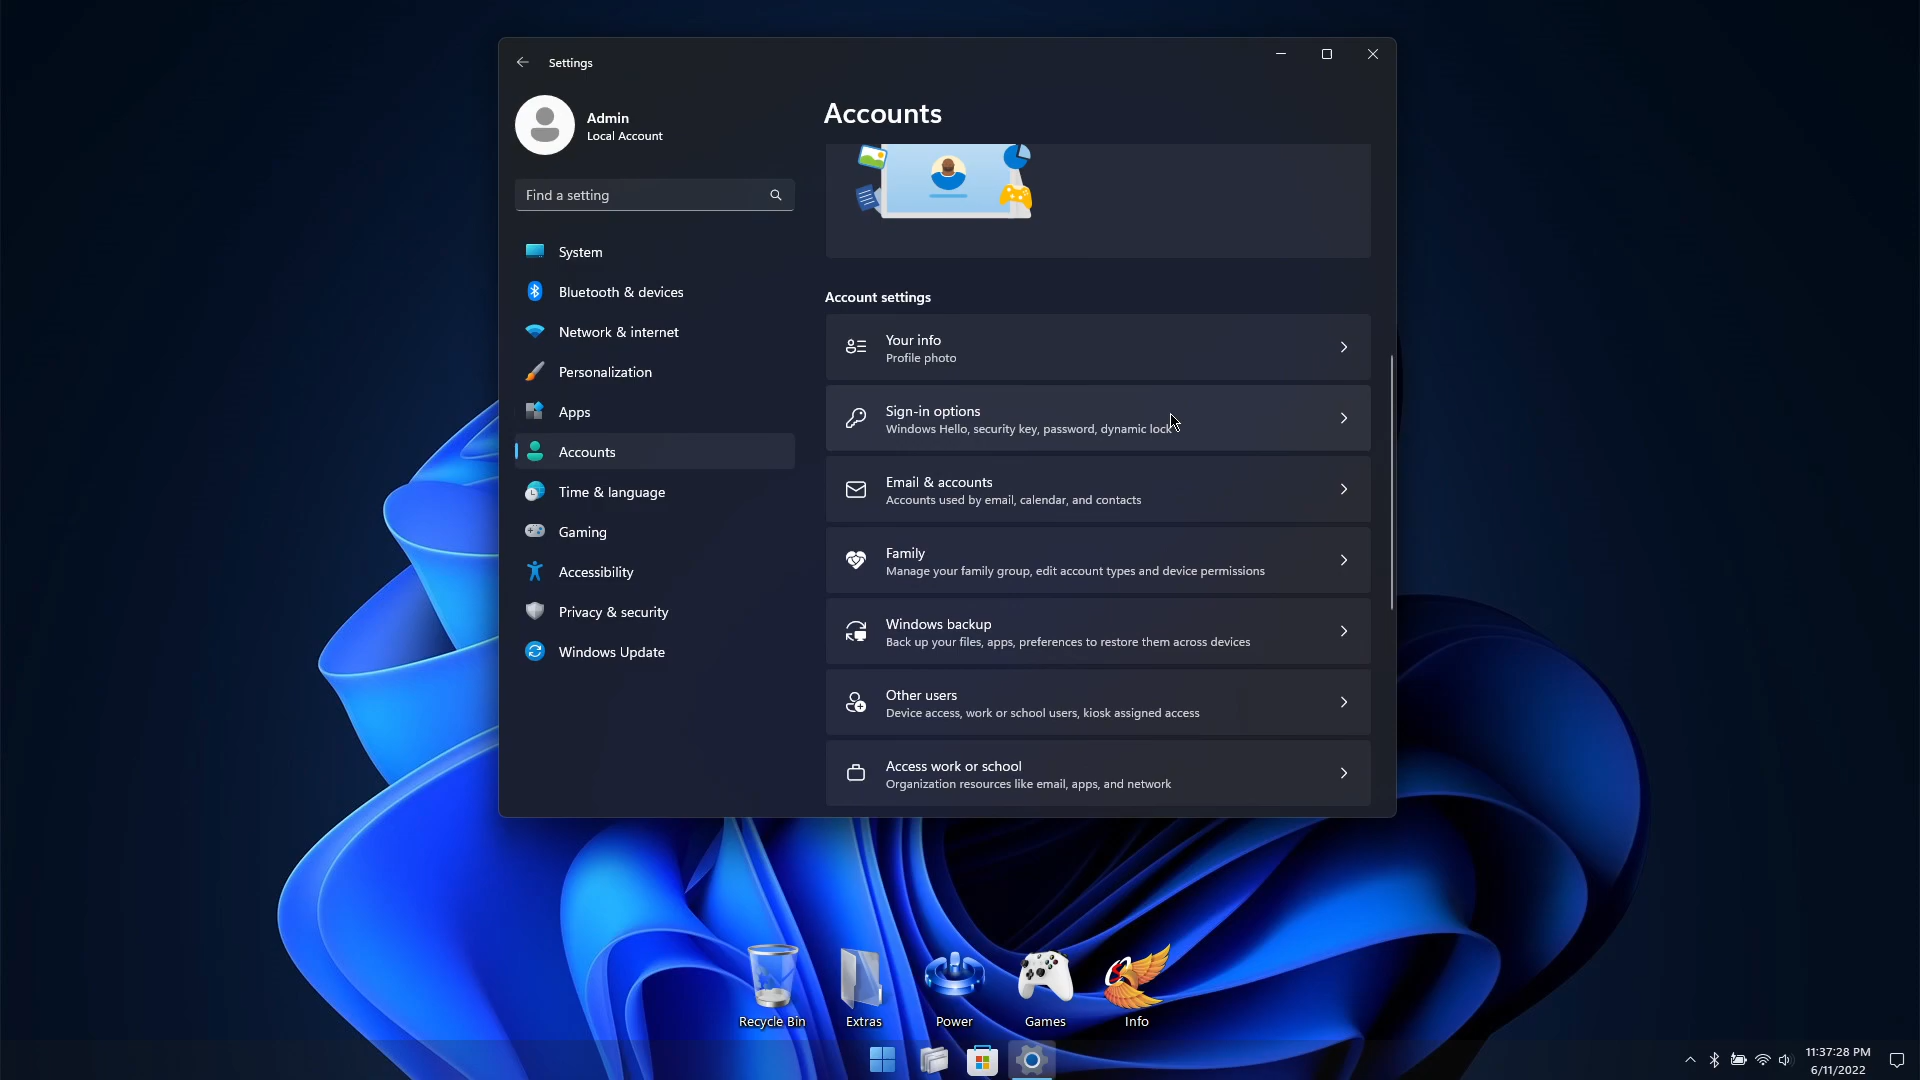 Settings
Admin
Local Account
Find a setting
System
Bluetooth & devices
Network & internet
Personalization
Apps
Accounts
Time & language
Gaming
Accessibility
Privacy & security
Windows Update
Accounts
Account settings
Your info
Profile photo
Sign-in options
Windows Hello, security key, password, dynamic lock
Email & accounts
Accounts used by email, calendar, and contacts
Family
Manage your family group, edit account types and device permissions
Windows backup
Back up your files, apps, preferences to restore them across devices
Other users
Device access, work or school users, kiosk assigned access
Access work or school
Organization resources like email, apps, and network
Recycle Bin
Extras
Power
Games
Info
11:37:28 PM
6/11/2022